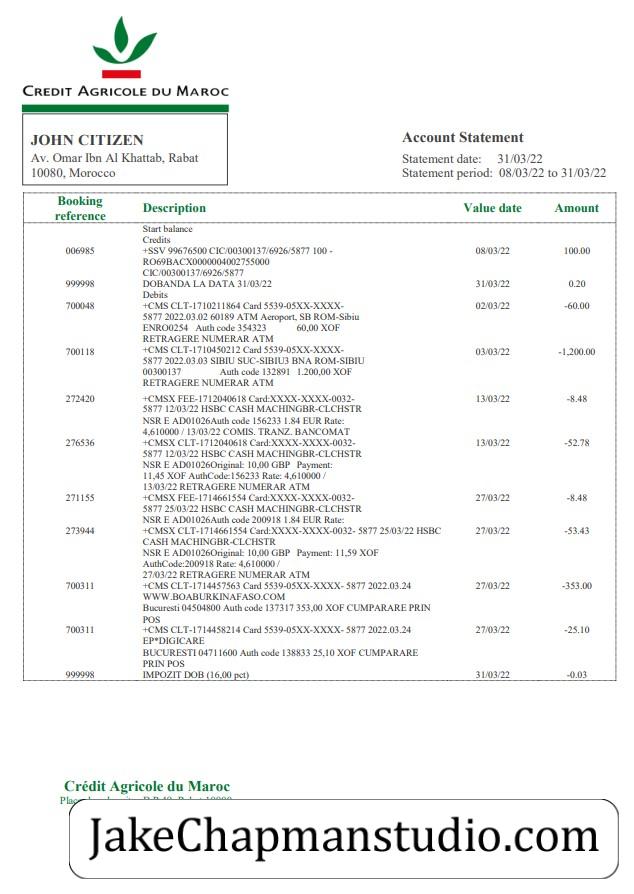 CREDIT AGRICOLE DU MAROC
JOHN CITIZEN
Av. Omar Ibn Al Khattab, Rabat
10080, Morocco
Account Statement
Statement date: 31/03/22
Statement period: 08/03/22 to 31/03/22
Booking reference Description Value date Amount
Start balance
Credits
006985 +SSV 99676500 CIC/00300137/6926/5877 100 - 08/03/22 100.00
RO69BACX0000004002755000
CIC/00300137/6926/5877
999998 DOBANDA LA DATA 31/03/22 31/03/22 0.20
Debits
700048 +CMS CLT-1710211864 Card 5539-05XX-XXXX- 02/03/22 -60.00
5877 2022.03.02 60189 ATM Aeroport, SB ROM-Sibiu
ENRO0254 Auth code 354323 60,00 XOF
RETRAGERE NUMERAR ATM
700118 +CMS CLT-1710450212 Card 5539-05XX-XXXX- 03/03/22 -1,200.00
5877 2022.03.03 SIBIU SUC-SIBIU3 BNA ROM-SIBIU
00300137 Auth code 132891 1.200,00 XOF
RETRAGERE NUMERAR ATM
272420 +CMSX FEE-1712040618 Card:XXXX-XXXX-0032- 13/03/22 -8.48
5877 12/03/22 HSBC CASH MACHINGBR-CLCHSTR
NSR E AD01026Auth code 156233 1.84 EUR Rate:
4,610000 / 13/03/22 COMIS. TRANZ. BANCOMAT
276536 +CMSX CLT-1712040618 Card:XXXX-XXXX-0032- 13/03/22 -52.78
5877 12/03/22 HSBC CASH MACHINGBR-CLCHSTR
NSR E AD01026Original: 10,00 GBP Payment:
11,45 XOF AuthCode:156233 Rate: 4,610000 /
13/03/22 RETRAGERE NUMERAR ATM
271155 +CMSX FEE-1714661554 Card:XXXX-XXXX-0032- 27/03/22 -8.48
5877 25/03/22 HSBC CASH MACHINGBR-CLCHSTR
NSR E AD01026Auth code 200918 1.84 EUR Rate:
273944 +CMSX CLT-1714661554 Card:XXXX-XXXX-0032- 5877 25/03/22 HSBC 27/03/22 -53.43
CASH MACHINGBR-CLCHSTR
NSR E AD01026Original: 10,00 GBP Payment: 11,59 XOF
AuthCode:200918 Rate: 4,610000 /
27/03/22 RETRAGERE NUMERAR ATM
700311 +CMS CLT-1714457563 Card 5539-05XX-XXXX- 5877 2022.03.24 27/03/22 -353.00
WWW.BOABURKINAFASO.COM
Bucuresti 04504800 Auth code 137317 353,00 XOF CUMPARARE PRIN
POS
700311 +CMS CLT-1714458214 Card 5539-05XX-XXXX- 5877 2022.03.24 27/03/22 -25.10
EP*DIGICARE
BUCURESTI 04711600 Auth code 138833 25,10 XOF CUMPARARE
PRIN POS
999998 IMPOZIT DOB (16,00 pct) 31/03/22 -0.03
Crédit Agricole du Maroc
JakeChapmanstudio.com